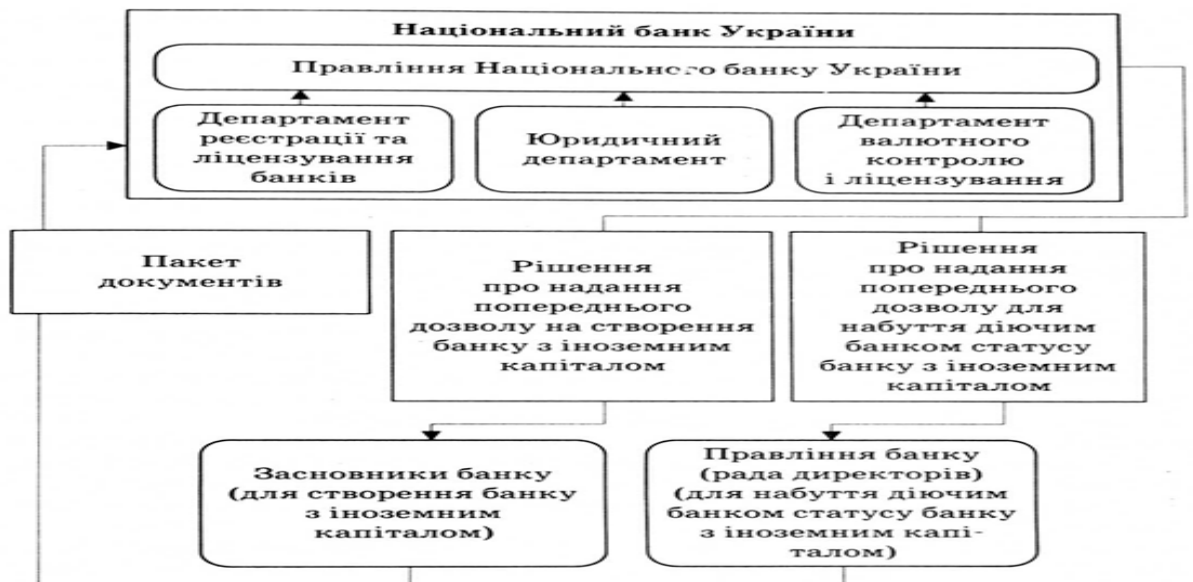 Національний банк України
Правління Національного банку України
Департамент
реєстрації та
ліцензування
банків
Юридичний
департамент
Департамент
валютного
контролю
і ліцензування
Пакет
документів
Рішення
про надання
попереднього
дозволу на створення
банку з іноземним
капіталом
Рішення
про надання
попереднього
дозволу для
набуття діючим
банком статусу
банку з іноземним
капіталом
Засновники банку
(для створення банку
з іноземним
капіталом)
Правління банку
(рада директорів)
(для набуття діючим
банком статусу банку
з іноземним капі-
талом)